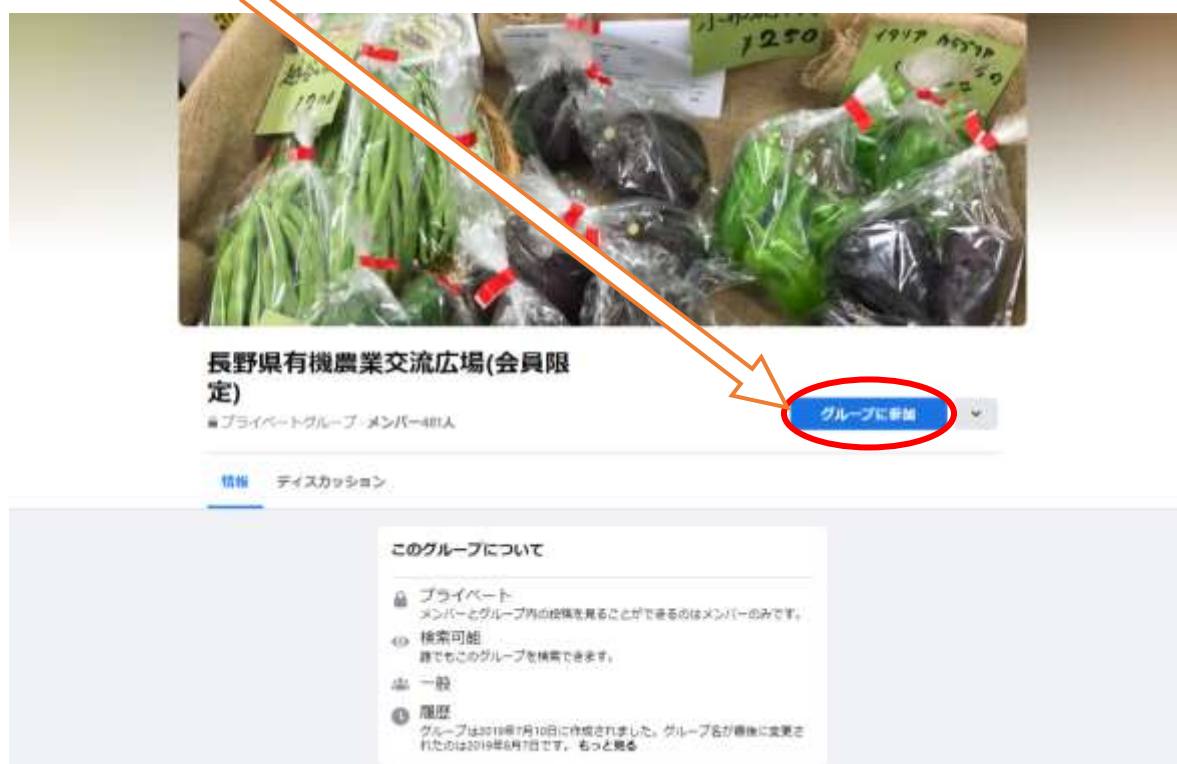 1250
長野県有機農業交流広場(会員限
定)
プライベートグループ・メンバー481人
グループに参加
情報 ディスカッション
このグループについて
プライベート
メンバーとグループ内の投稿を見ることができるのはメンバーのみです。
検索可能
誰でもこのグループを検索できます。
一般
履歴
グループは2019年7月10日に作成されました。グループ名が最後に変更さ
れたのは2019年8月7日です。 もっと見る